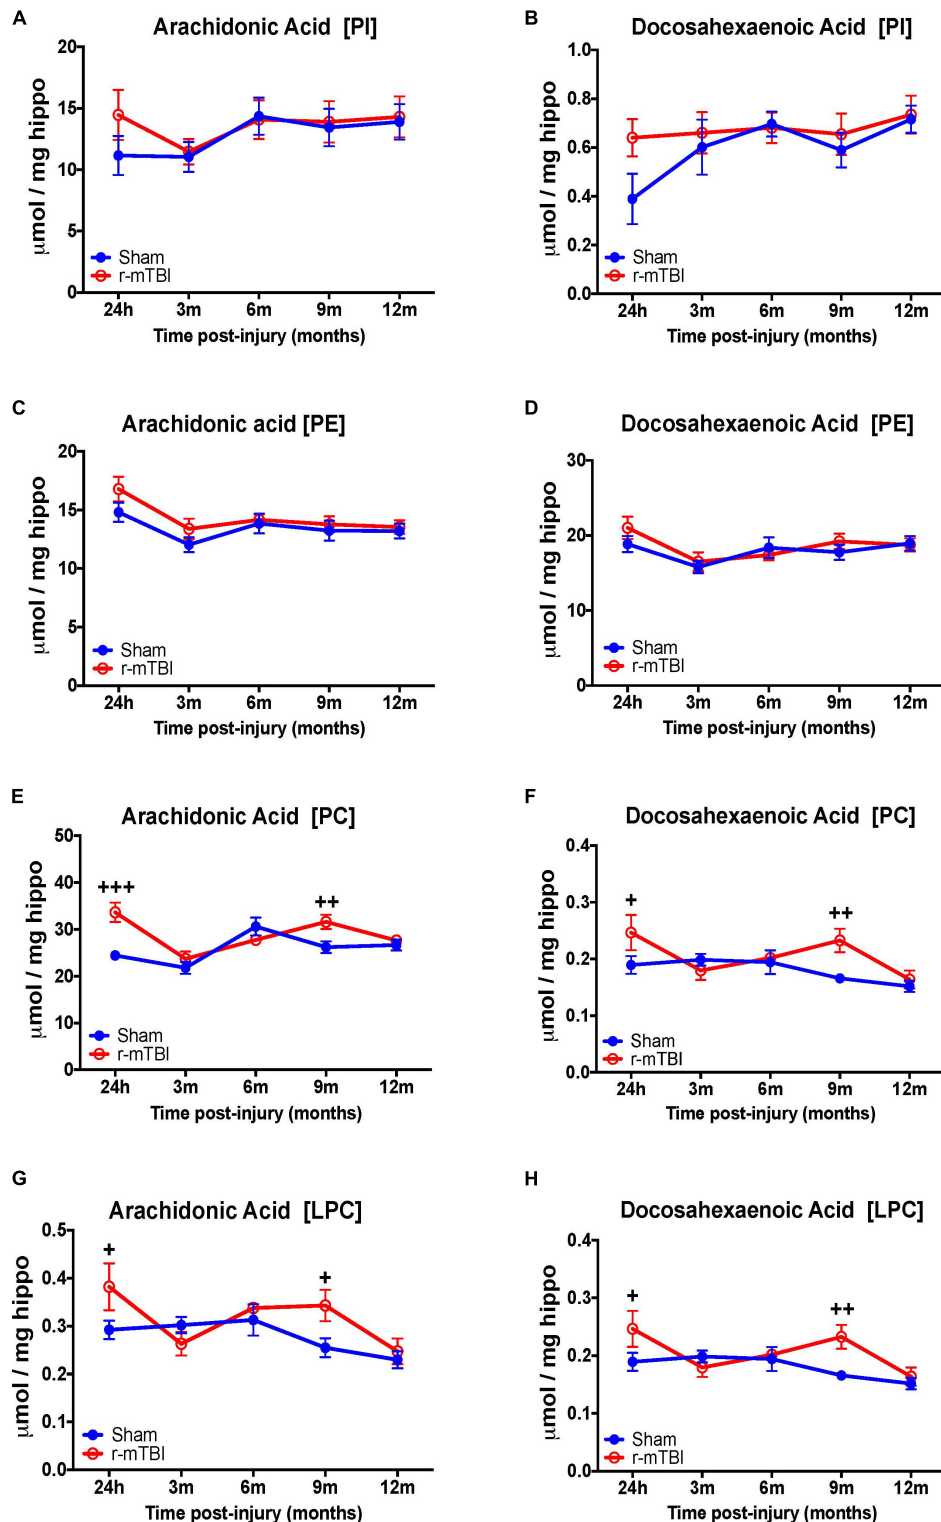 A
Arachidonic Acid [PI]
20
15
10
5
0
μmol / mg hippo
Sham
r-mTBI
24h 3m 6m 9m 12m
Time post-injury (months)
B
Docosahexaenoic Acid [PI]
1.0
0.8
0.6
0.4
0.2
0.0
μmol / mg hippo
Sham
r-mTBI
24h 3m 6m 9m 12m
Time post-injury (months)
C
Arachidonic acid [PE]
20
15
10
5
0
μmol / mg hippo
Sham
r-mTBI
24h 3m 6m 9m 12m
Time post-injury (months)
D
Docosahexaenoic Acid [PE]
30
20
10
0
μmol / mg hippo
Sham
r-mTBI
24h 3m 6m 9m 12m
Time post-injury (months)
E
Arachidonic Acid [PC]
50
40
30
20
10
0
μmol / mg hippo
+++
++
Sham
r-mTBI
24h 3m 6m 9m 12m
Time post-injury (months)
F
Docosahexaenoic Acid [PC]
0.4
0.3
0.2
0.1
0.0
μmol / mg hippo
+
++
Sham
r-mTBI
24h 3m 6m 9m 12m
Time post-injury (months)
G
Arachidonic Acid [LPC]
0.5
0.4
0.3
0.2
0.1
0.0
μmol / mg hippo
+
+
Sham
r-mTBI
24h 3m 6m 9m 12m
Time post-injury (months)
H
Docosahexaenoic Acid [LPC]
0.4
0.3
0.2
0.1
0.0
μmol / mg hippo
+
++
Sham
r-mTBI
24h 3m 6m 9m 12m
Time post-injury (months)